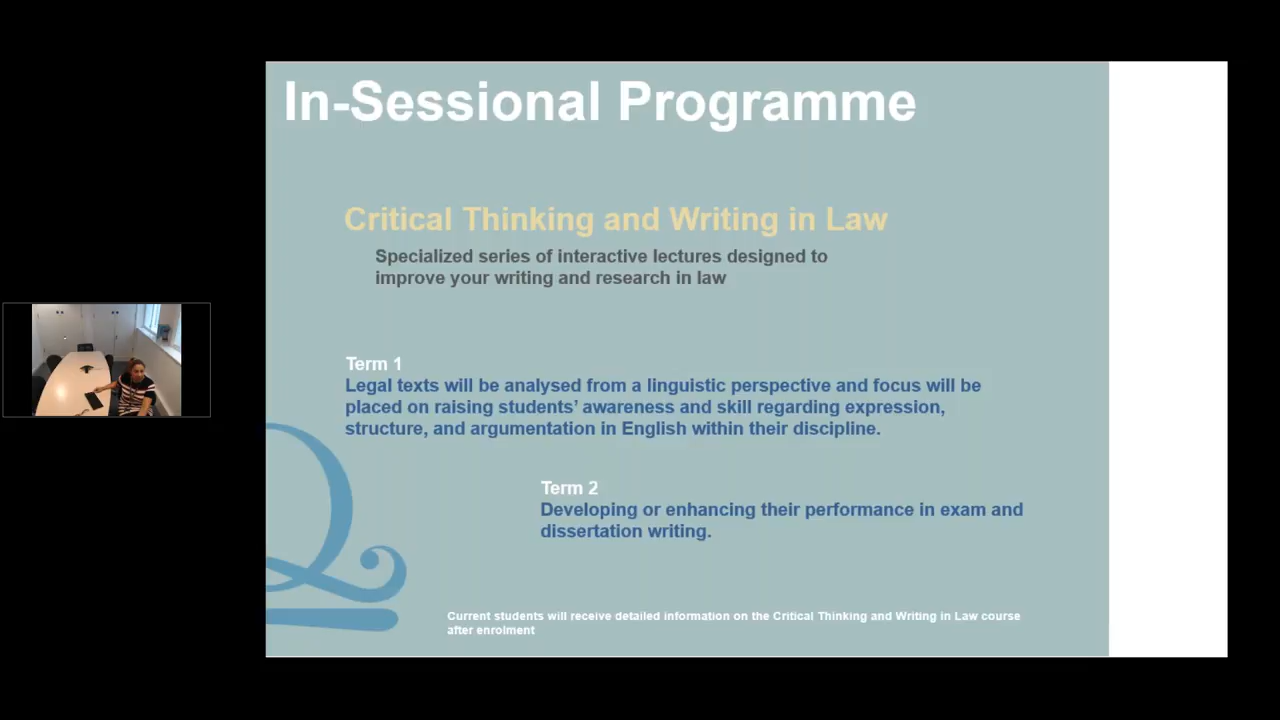 In-Sessional Programme
Critical Thinking and Writing in Law
Specialized series of interactive lectures designed to
improve your writing and research in law
Term 1
Legal texts will be analysed from a linguistic perspective and focus will be
placed on raising students’ awareness and skill regarding expression,
structure, and argumentation in English within their discipline.
Term 2
Developing or enhancing their performance in exam and
dissertation writing.
Current students will receive detailed information on the Critical Thinking and Writing in Law course
after enrolment